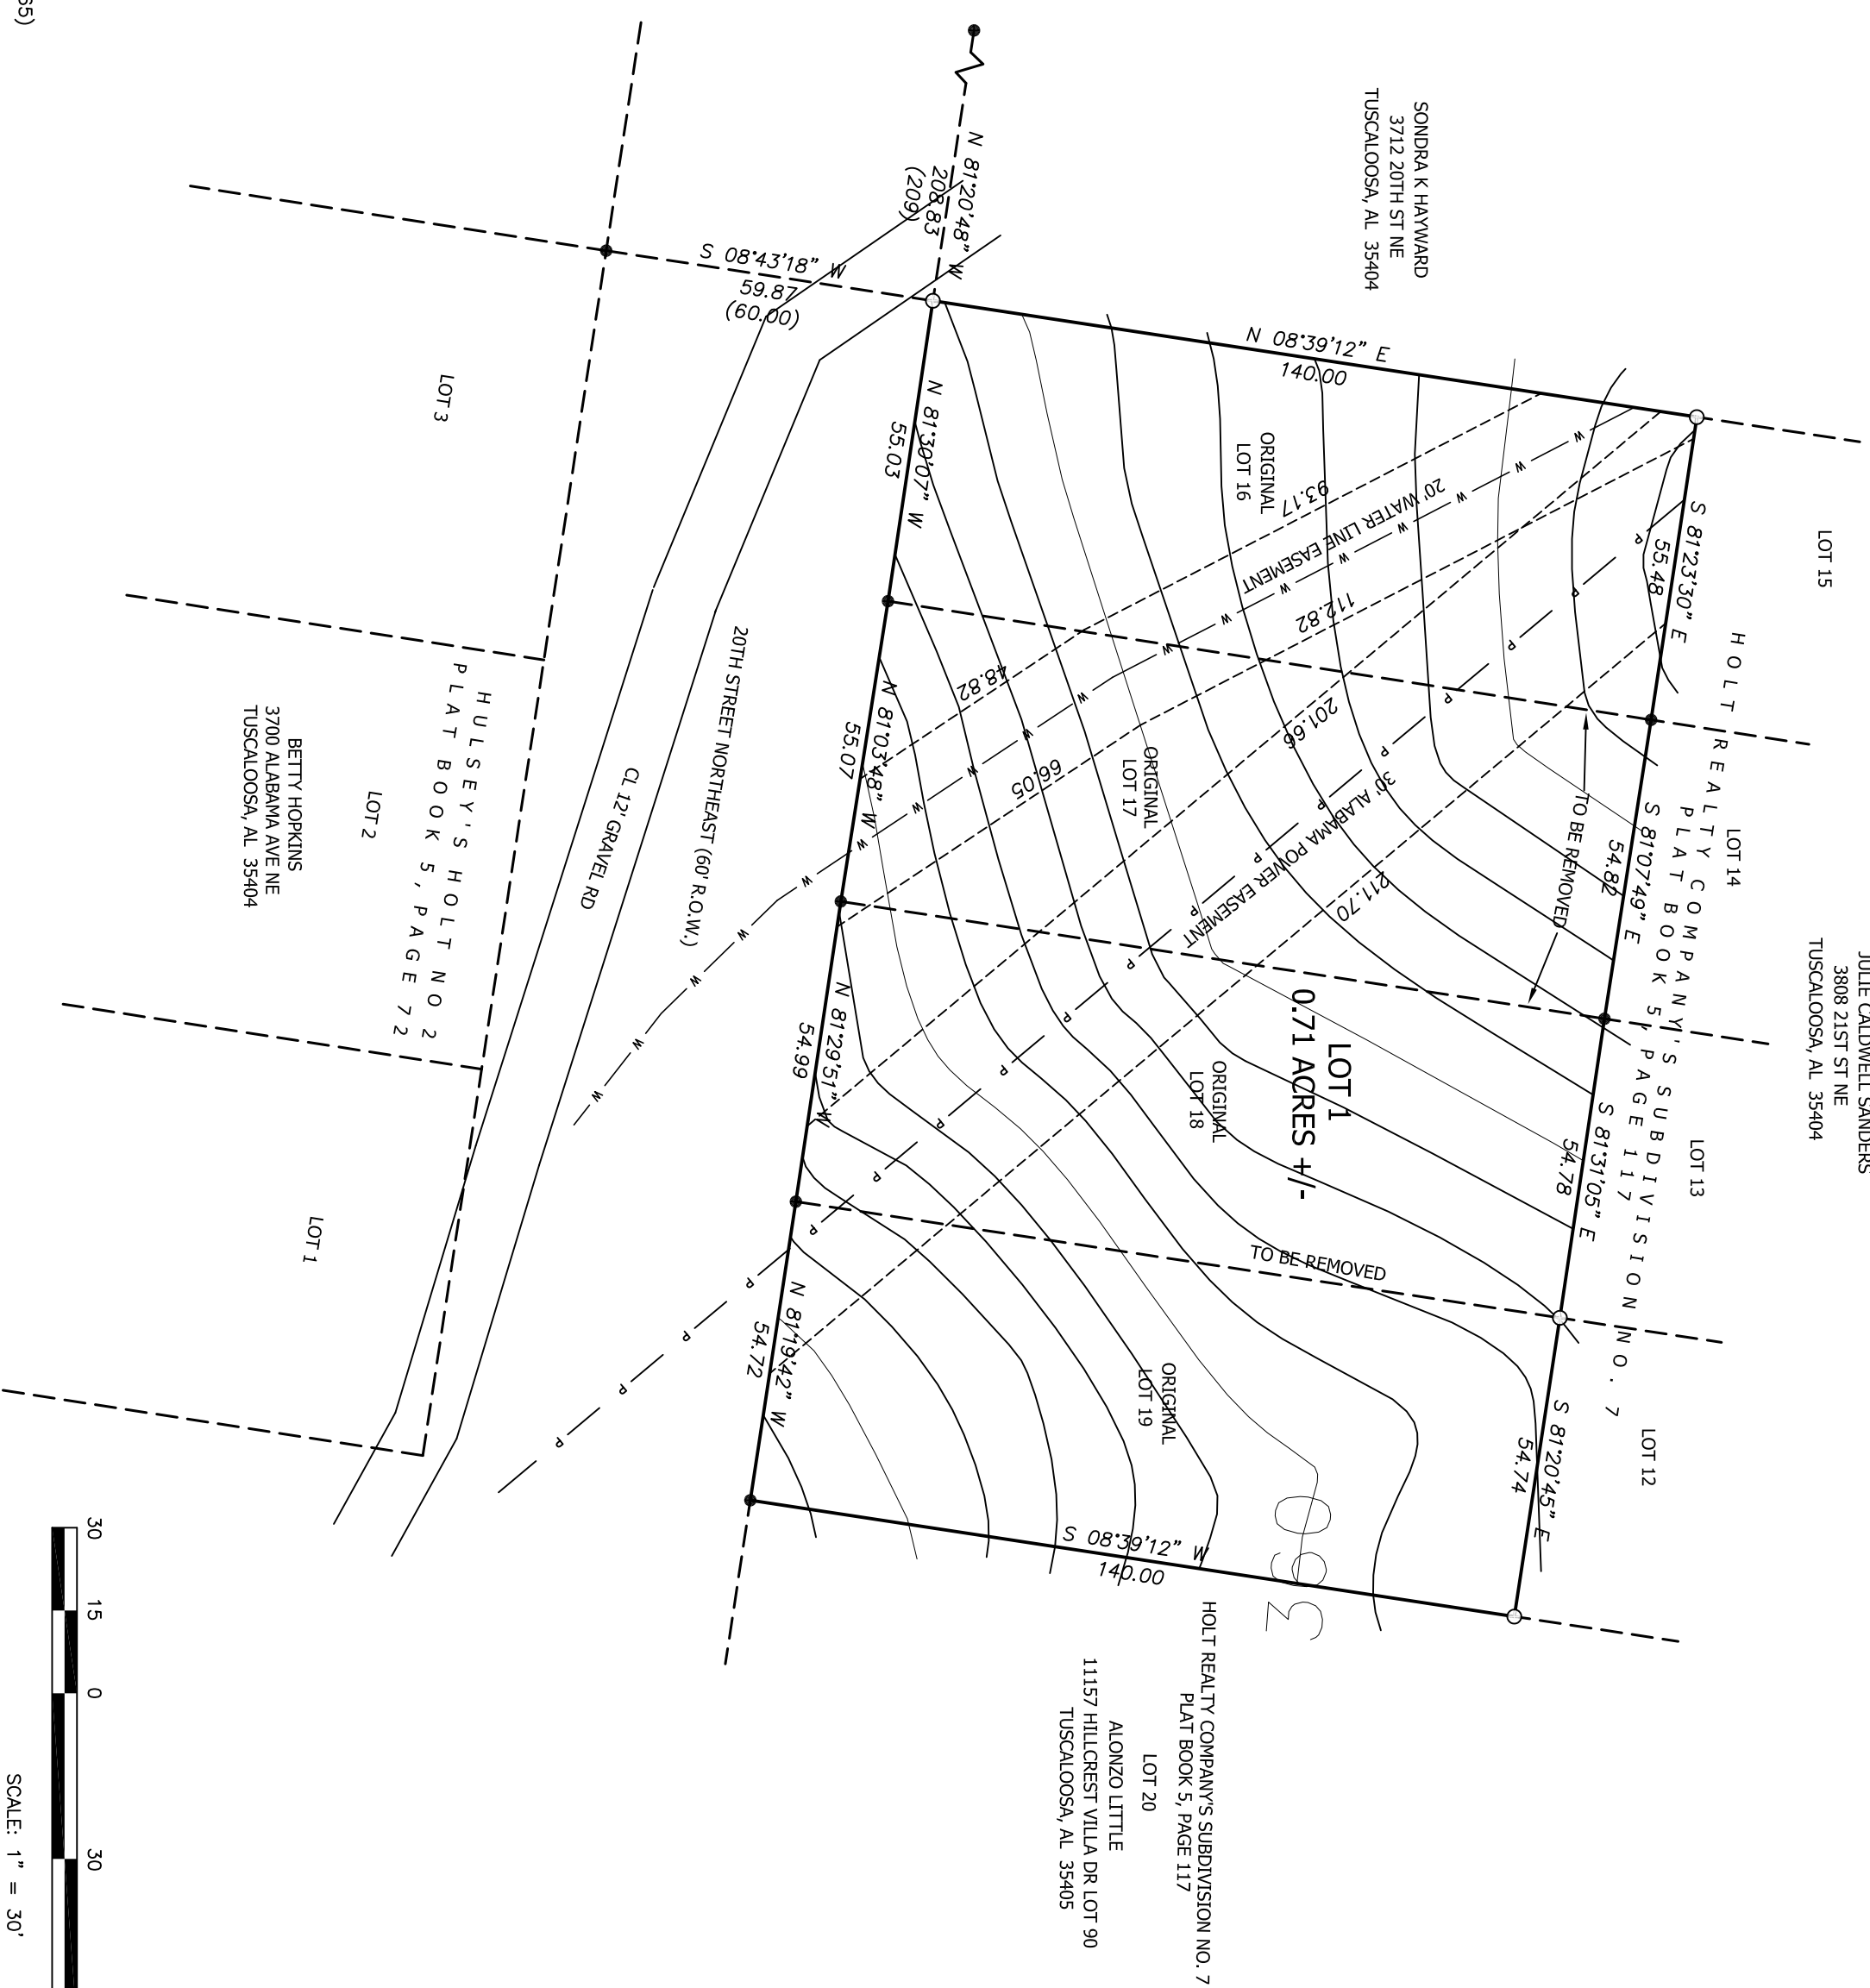 65)
SONDRA K HAYWARD
3712 20TH ST NE
TUSCALOOSA, AL 35404
N 81°20'48" W
208.83
(209)
S 08°43'18" W
59.87
(60.00)
N 08°39'12" E
140.00
LOT 15
LOT 14
LOT 13
LOT 12
HOLT REALTY COMPANY'S SUBDIVISION NO. 7
PLAT BOOK 5, PAGE 117
JULIE CALDWELL SANDERS
3808 21ST ST NE
TUSCALOOSA, AL 35404
S 81°23'30" E
55.48
S 81°07'49" E
54.82
S 81°31'05" E
54.78
S 81°20'45" E
54.74
TO BE REMOVED
TO BE REMOVED
ORIGINAL
LOT 16
ORIGINAL
LOT 17
ORIGINAL
LOT 18
ORIGINAL
LOT 19
LOT 1
0.71 ACRES +/-
93.17
20' WATER LINE EASEMENT
112.82
48.82
66.05
201.66
30' ALABAMA POWER EASEMENT
211.70
W W W W W W W W W W W W W W W W W W W
P P P P P P P P P P P P P P P P P P
N 81°30'07" W
55.03
N 81°03'48" W
55.07
N 81°29'51" W
54.99
N 81°19'42" W
54.72
S 08°39'12" W
140.00
360
20TH STREET NORTHEAST (60' R.O.W.)
CL 12' GRAVEL RD
HULSEY'S HOLT NO 2
PLAT BOOK 5, PAGE 72
LOT 3
LOT 2
LOT 1
BETTY HOPKINS
3700 ALABAMA AVE NE
TUSCALOOSA, AL 35404
HOLT REALTY COMPANY'S SUBDIVISION NO. 7
PLAT BOOK 5, PAGE 117
LOT 20
ALONZO LITTLE
11157 HILLCREST VILLA DR LOT 90
TUSCALOOSA, AL 35405
30 15 0 30
SCALE: 1" = 30'